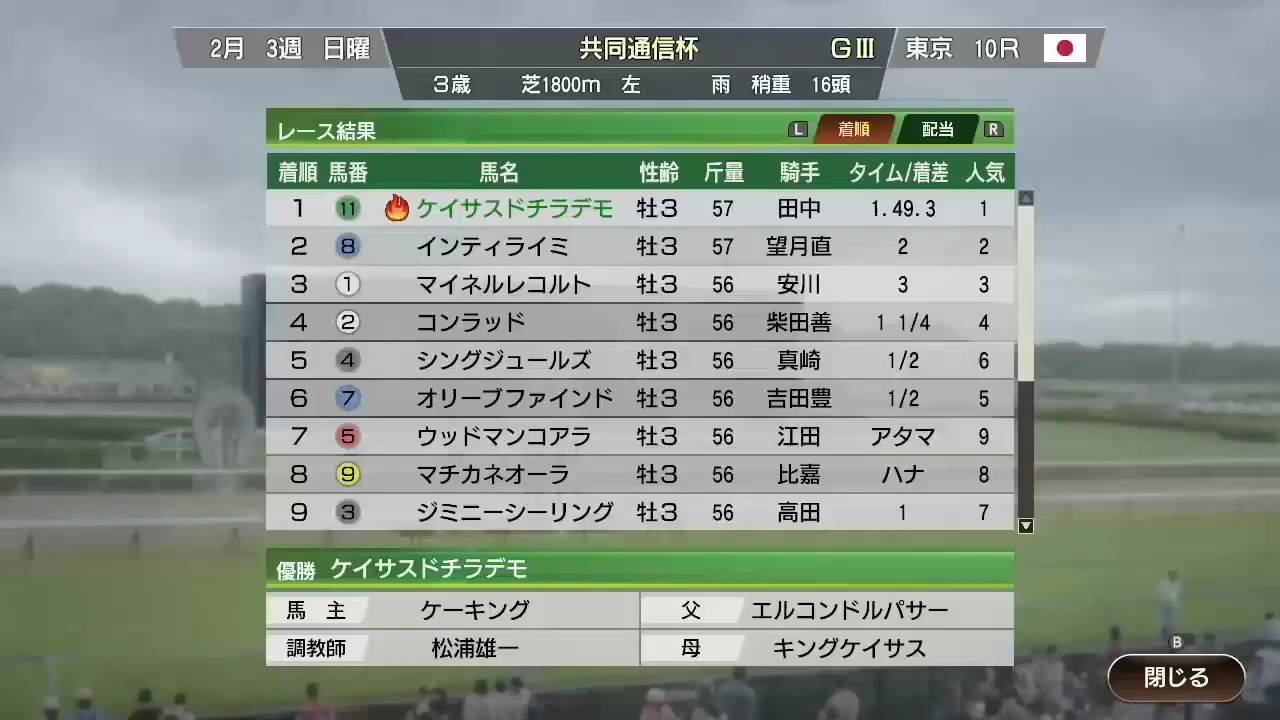 2月 3週 日曜 共同通信杯 GⅢ 東京 10R
3歳 芝1800m 左 雨 稍重 16頭
レース結果 L 着順 配当 R
着順 馬番 馬名 性齢 斤量 騎手 タイム/着差 人気
1 11 ケイサスドチラデモ 牡3 57 田中 1.49.3 1
2 8 インティライミ 牡3 57 望月直 2 2
3 1 マイネルレコルト 牡3 56 安川 3 3
4 2 コンラッド 牡3 56 柴田善 1 1/4 4
5 4 シングジュールズ 牡3 56 真崎 1/2 6
6 7 オリーブファインド 牡3 56 吉田豊 1/2 5
7 5 ウッドマンコアラ 牡3 56 江田 アタマ 9
8 9 マチカネオーラ 牡3 56 比嘉 ハナ 8
9 3 ジミニーシーリング 牡3 56 高田 1 7
優勝 ケイサスドチラデモ
馬主 ケーキング 父 エルコンドルパサー
調教師 松浦雄一 母 キングケイサス
B
閉じる